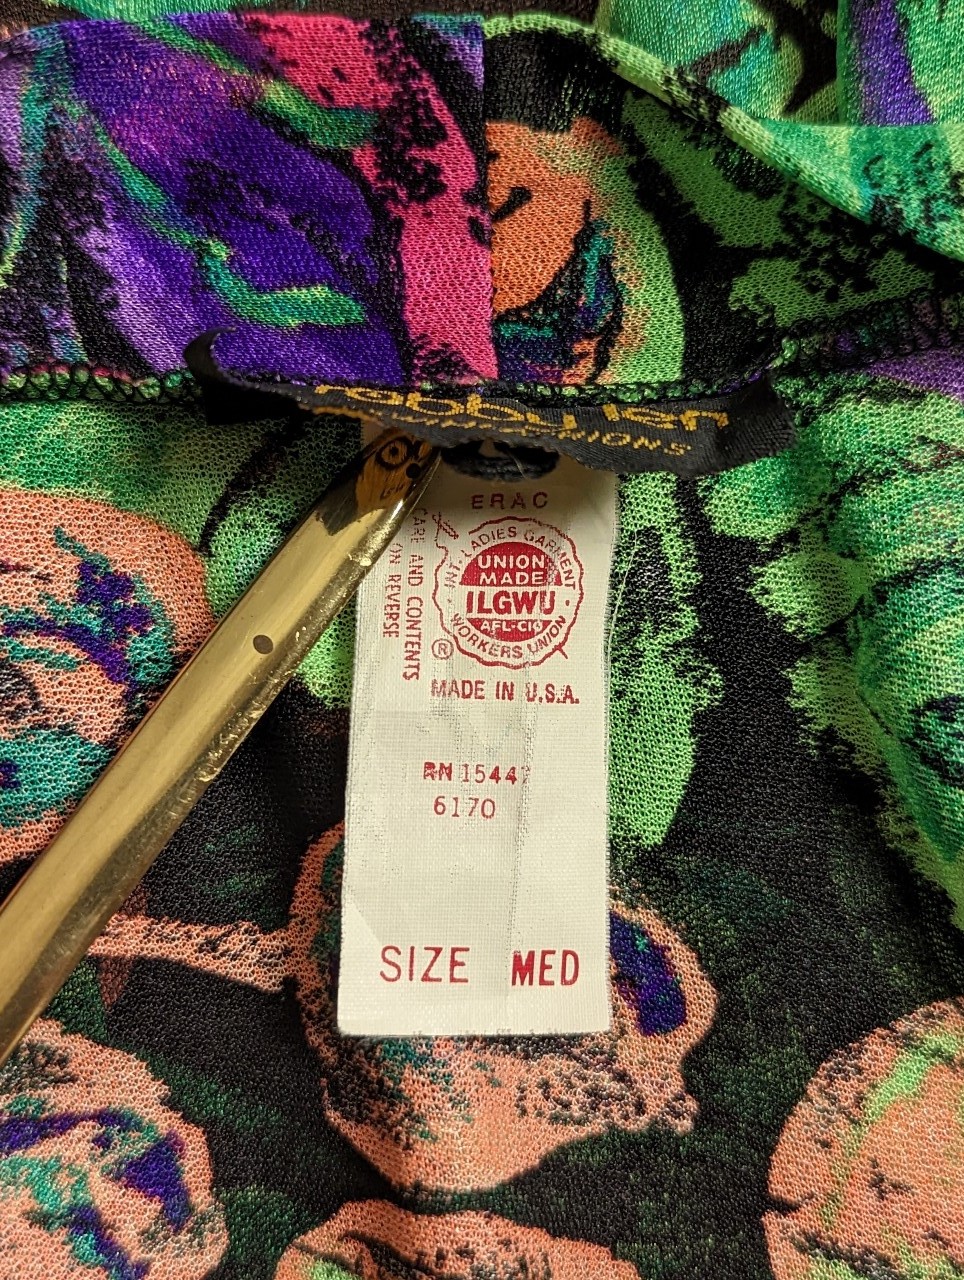 robbylen
ERAC
INT. LADIES GARMENT
UNION
MADE
ILGWU
AFL-CIO
WORKERS UNION
®
CARE AND CONTENTS
ON REVERSE
MADE IN U.S.A.
RN 15447
6170
SIZE MED